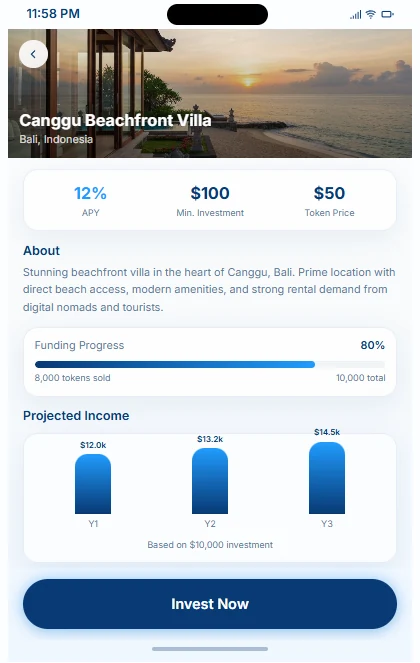 11:58 PM
Canggu Beachfront Villa
Bali, Indonesia
12% $100 $50
APY Min. Investment Token Price
About
Stunning beachfront villa in the heart of Canggu, Bali. Prime location with
direct beach access, modern amenities, and strong rental demand from
digital nomads and tourists.
Funding Progress 80%
8,000 tokens sold 10,000 total
Projected Income
$12.0k $13.2k $14.5k
Y1 Y2 Y3
Based on $10,000 investment
Invest Now